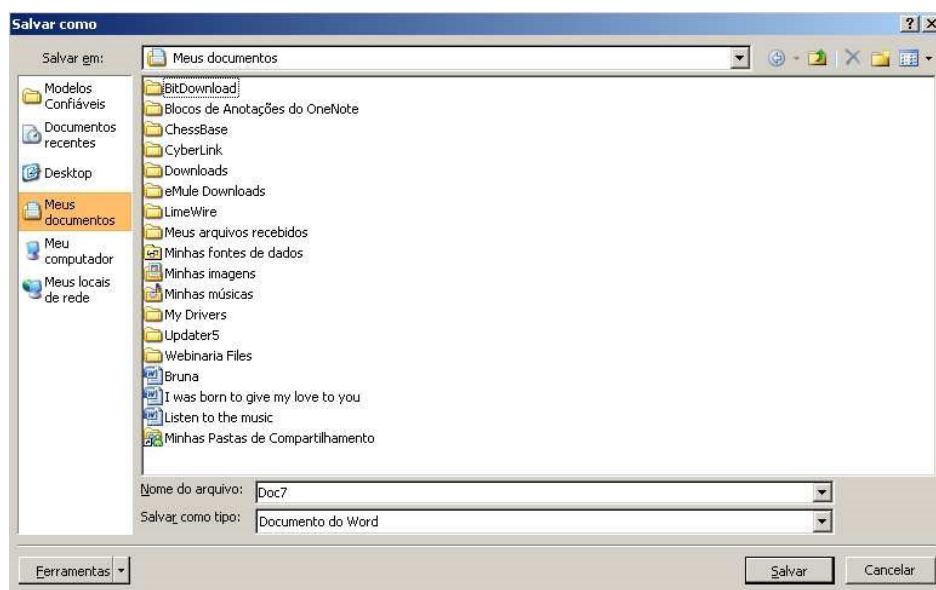 Salvar como
Salvar em:
Meus documentos
Modelos
Confiáveis
Documentos
recentes
Desktop
Meus
documentos
Meu
computador
Meus locais
de rede
BitDownload
Blocos de Anotações do OneNote
ChessBase
CyberLink
Downloads
eMule Downloads
LimeWire
Meus arquivos recebidos
Minhas fontes de dados
Minhas imagens
Minhas músicas
My Drivers
Updater5
Webinaria Files
Bruna
I was born to give my love to you
Listen to the music
Minhas Pastas de Compartilhamento
Nome do arquivo:
Doc7
Salvar como tipo:
Documento do Word
Ferramentas
Salvar
Cancelar